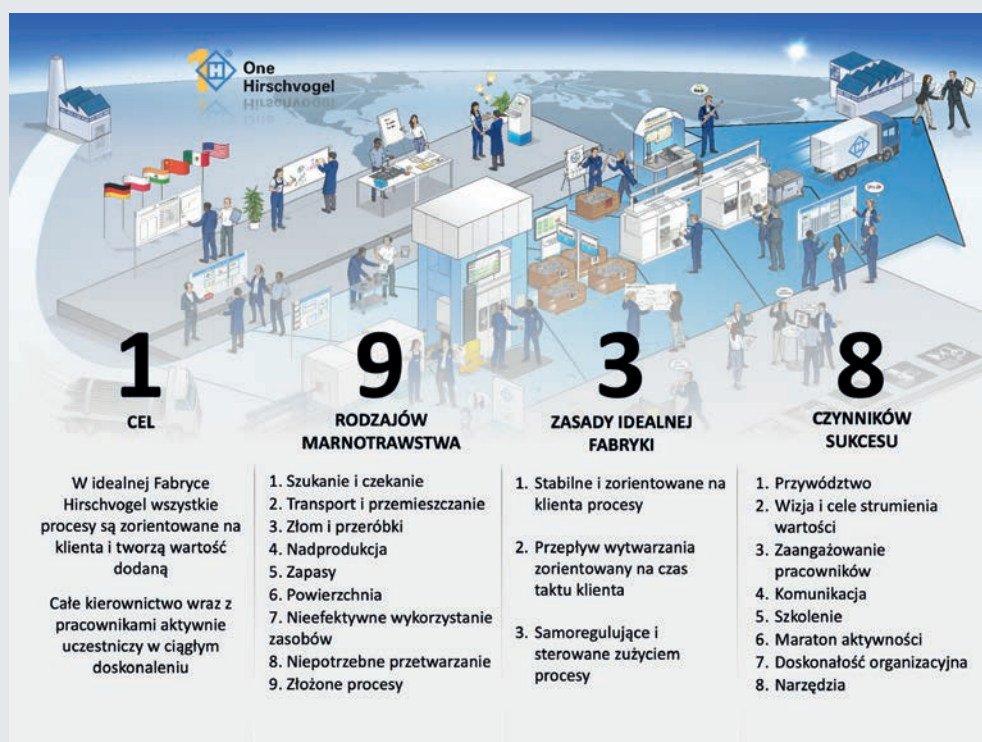 One
Hirschvogel
1
CEL
W idealnej Fabryce
Hirschvogel wszystkie
procesy są zorientowane na
klienta i tworzą wartość
dodaną
Całe kierownictwo wraz z
pracownikami aktywnie
uczestniczy w ciągłym
doskonaleniu
9
RODZAJÓW
MARNOTRAWSTWA
1. Szukanie i czekanie
2. Transport i przemieszczanie
3. Złom i przeróbki
4. Nadprodukcja
5. Zapasy
6. Powierzchnia
7. Nieefektywne wykorzystanie
zasobów
8. Niepotrzebne przetwarzanie
9. Złożone procesy
3
ZASADY IDEALNEJ
FABRYKI
1. Stabilne i zorientowane na
klienta procesy
2. Przepływ wytwarzania
zorientowany na czas
taktu klienta
3. Samoregulujące i
sterowane zużyciem
procesy
8
CZYNNIKÓW
SUKCESU
1. Przywództwo
2. Wizja i cele strumienia
wartości
3. Zaangażowanie
pracowników
4. Komunikacja
5. Szkolenie
6. Maraton aktywności
7. Doskonałość organizacyjna
8. Narzędzia